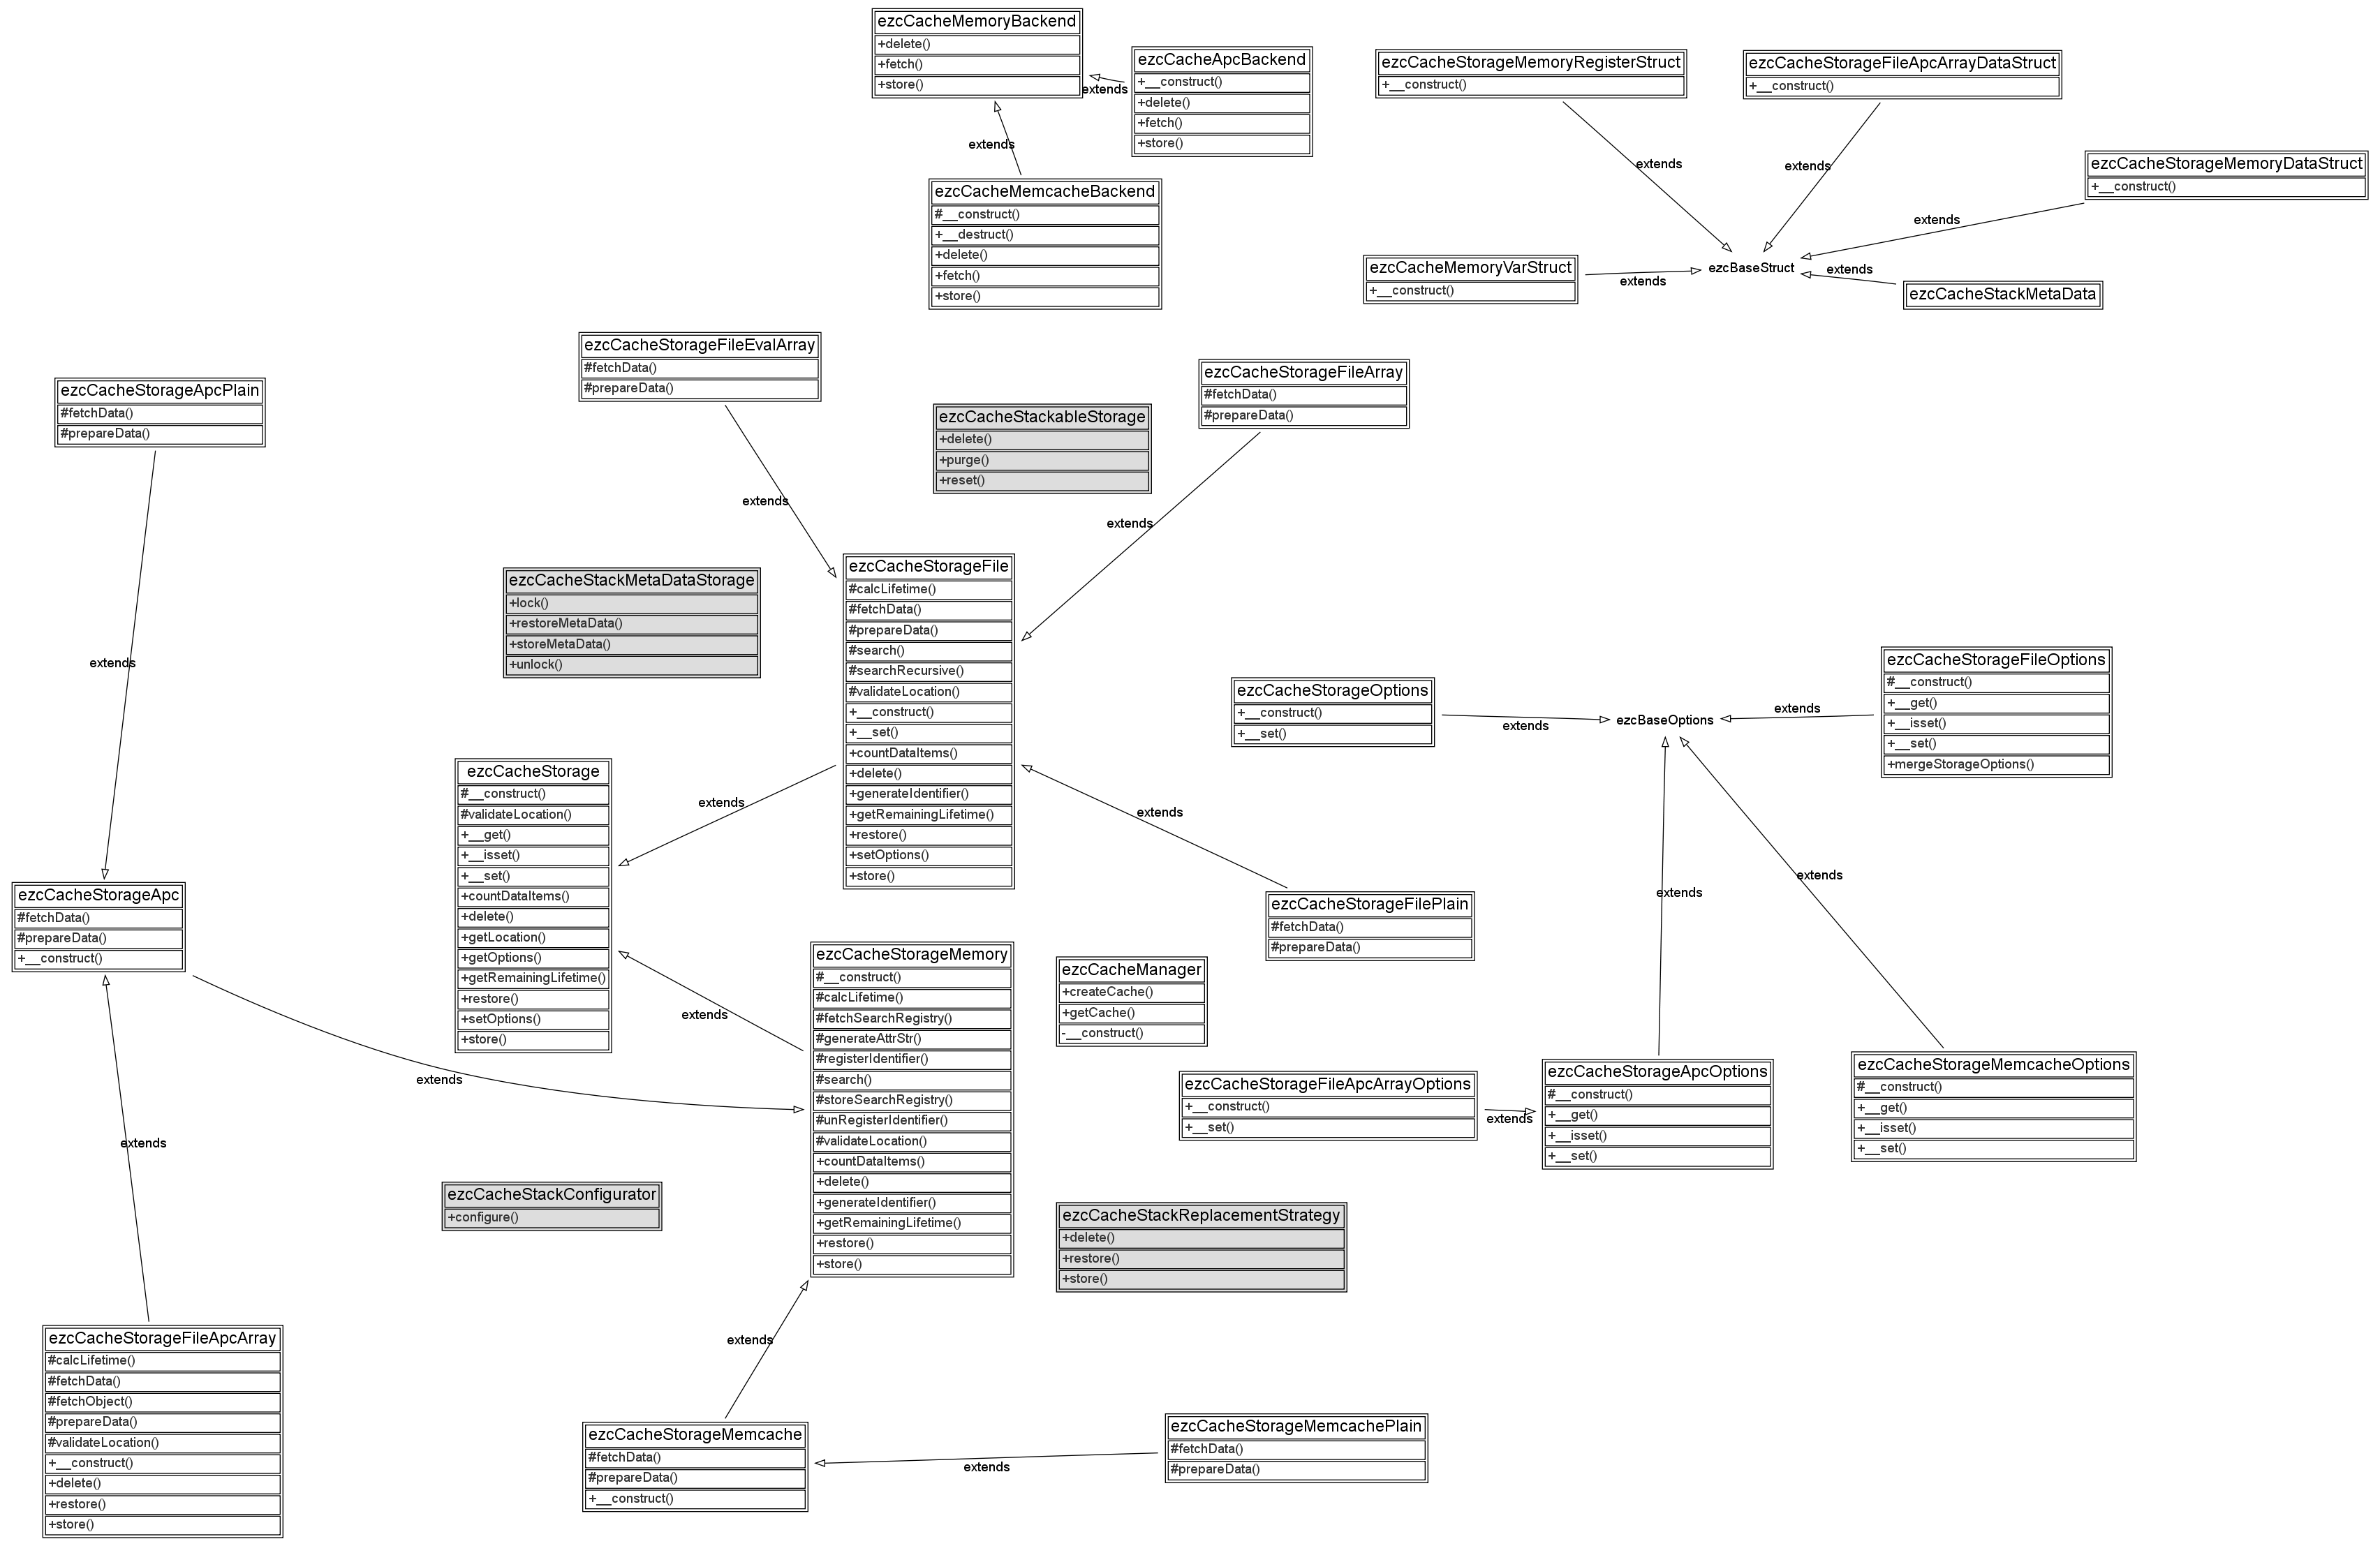 ezcCacheMemoryBackend
+delete()
+fetch()
+store()
extends
ezcCacheApcBackend
+__construct()
+delete()
+fetch()
+store()
extends
ezcCacheMemcacheBackend
#__construct()
+__destruct()
+delete()
+fetch()
+store()
ezcCacheStorageMemoryRegisterStruct
+__construct()
extends
ezcCacheStorageFileApcArrayDataStruct
+__construct()
extends
ezcCacheStorageMemoryDataStruct
+__construct()
extends
ezcCacheMemoryVarStruct
+__construct()
extends
ezcBaseStruct
extends
ezcCacheStackMetaData
ezcCacheStorageFileEvalArray
#fetchData()
#prepareData()
extends
ezcCacheStorageApcPlain
#fetchData()
#prepareData()
extends
ezcCacheStackableStorage
+delete()
+purge()
+reset()
ezcCacheStorageFileArray
#fetchData()
#prepareData()
extends
ezcCacheStackMetaDataStorage
+lock()
+restoreMetaData()
+storeMetaData()
+unlock()
ezcCacheStorageFile
#calcLifetime()
#fetchData()
#prepareData()
#search()
#searchRecursive()
#validateLocation()
+__construct()
+__set()
+countDataItems()
+delete()
+generateIdentifier()
+getRemainingLifetime()
+restore()
+setOptions()
+store()
extends
ezcCacheStorageOptions
+__construct()
+__set()
extends
ezcBaseOptions
extends
ezcCacheStorageFileOptions
#__construct()
+__get()
+__isset()
+__set()
+mergeStorageOptions()
ezcCacheStorage
#__construct()
#validateLocation()
+__get()
+__isset()
+__set()
+countDataItems()
+delete()
+getLocation()
+getOptions()
+getRemainingLifetime()
+restore()
+setOptions()
+store()
extends
extends
extends
extends
ezcCacheStorageApc
#fetchData()
#prepareData()
+__construct()
extends
ezcCacheStorageFilePlain
#fetchData()
#prepareData()
ezcCacheStorageMemory
#__construct()
#calcLifetime()
#fetchSearchRegistry()
#generateAttrStr()
#registerIdentifier()
#search()
#storeSearchRegistry()
#unRegisterIdentifier()
#validateLocation()
+countDataItems()
+delete()
+generateIdentifier()
+getRemainingLifetime()
+restore()
+store()
ezcCacheManager
+createCache()
+getCache()
-__construct()
ezcCacheStorageFileApcArrayOptions
+__construct()
+__set()
extends
ezcCacheStorageApcOptions
#__construct()
+__get()
+__isset()
+__set()
ezcCacheStorageMemcacheOptions
#__construct()
+__get()
+__isset()
+__set()
extends
ezcCacheStackConfigurator
+configure()
ezcCacheStackReplacementStrategy
+delete()
+restore()
+store()
ezcCacheStorageFileApcArray
#calcLifetime()
#fetchData()
#fetchObject()
#prepareData()
#validateLocation()
+__construct()
+delete()
+restore()
+store()
extends
ezcCacheStorageMemcache
#fetchData()
#prepareData()
+__construct()
extends
ezcCacheStorageMemcachePlain
#fetchData()
#prepareData()